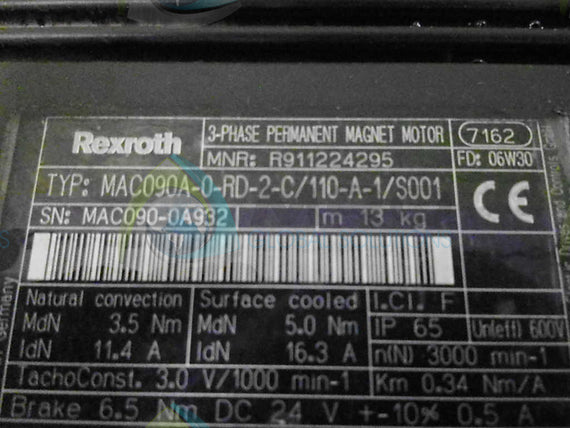 Rexroth
3-PHASE PERMANENT MAGNET MOTOR
7162
MNR: R911224295
FD: 06W30
TYP: MAC090A-0-RD-2-C/110-A-1/S001
CE
SN: MAC090-0A932
m 13 kg
Natural convection
Surface cooled
I.Cl. F
MdN 3.5 Nm
MdN 5.0 Nm
IP 65
Un(eff) 600V
IdN 11.4 A
IdN 16.3 A
n(N) 3000 min-1
TachoConst. 3.0 V/1000 min-1
Km 0.34 Nm/A
Brake 6.5 Nm DC 24 V +-10% 0.5 A
Germany